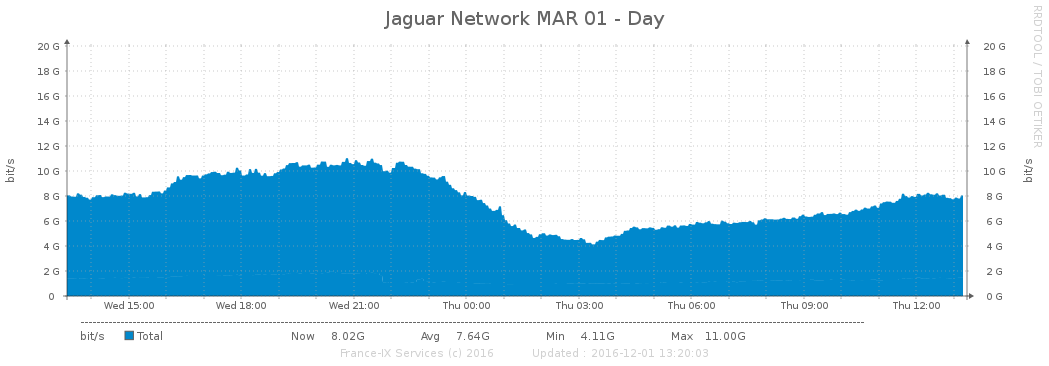 Jaguar Network MAR 01 - Day
RRDTOOL / TOBI OETIKER
20 G 20 G
18 G 18 G
16 G 16 G
14 G 14 G
12 G 12 G
10 G 10 G
8 G 8 G
6 G 6 G
4 G 4 G
2 G 2 G
0 0 G
bit/s
bit/s
Wed 15:00 Wed 18:00 Wed 21:00 Thu 00:00 Thu 03:00 Thu 06:00 Thu 09:00 Thu 12:00
bit/s Total Now 8.02G Avg 7.64G Min 4.11G Max 11.00G
France-IX Services (c) 2016 Updated : 2016-12-01 13:20:03